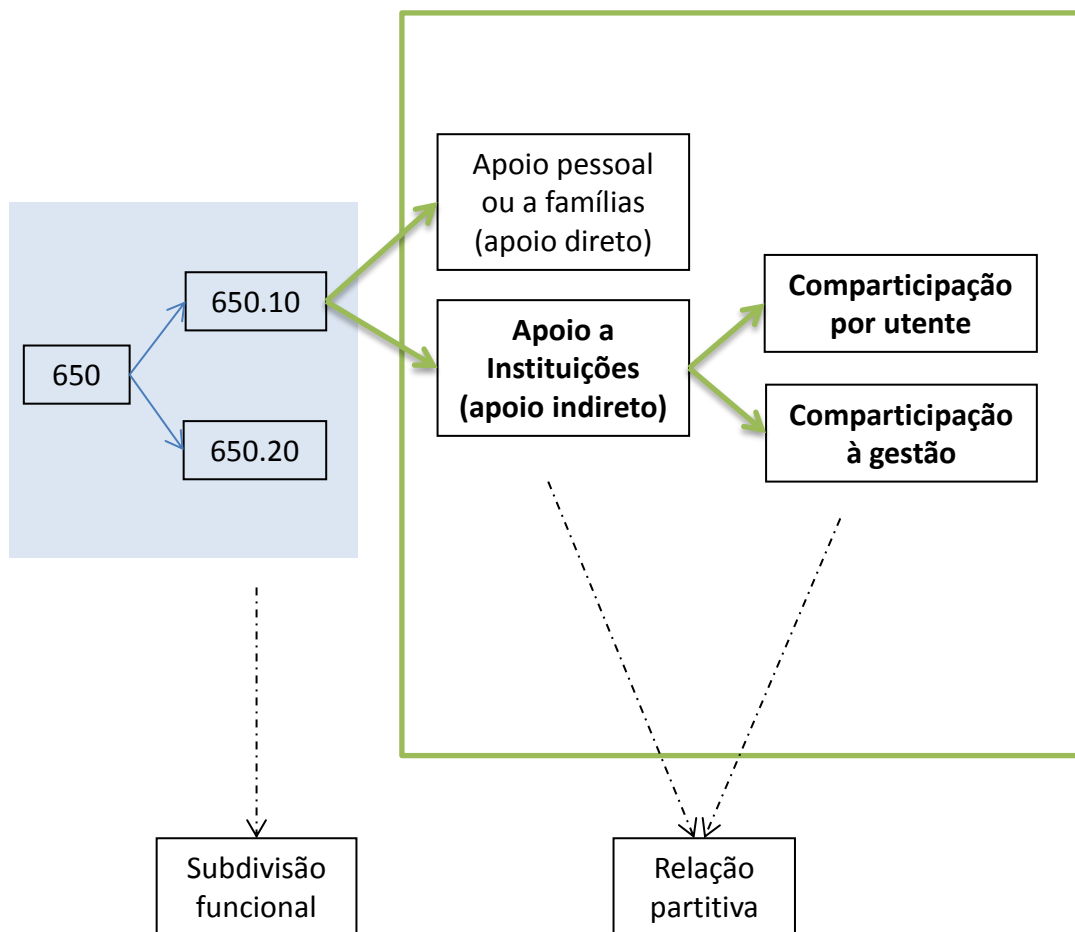 650
650.10
650.20
Apoio pessoal
ou a famílias
(apoio direto)
Apoio a
Instituições
(apoio indireto)
Comparticipação
por utente
Comparticipação
à gestão
Subdivisão
funcional
Relação
partitiva